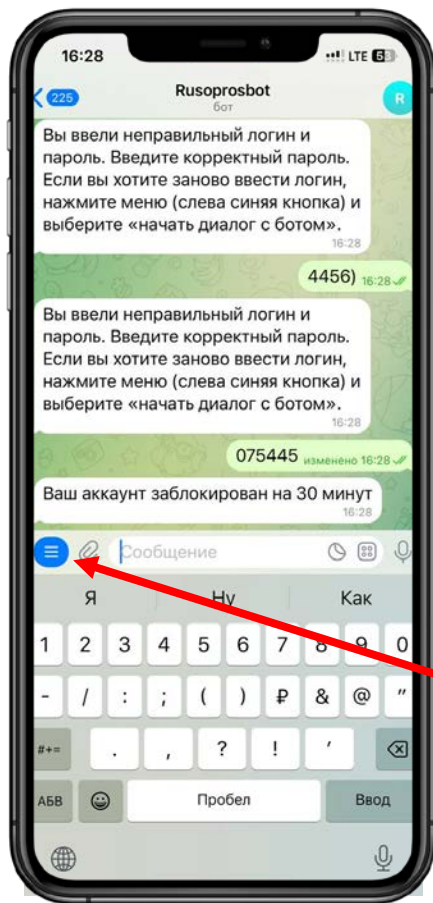 16:28
LTE 63
225
Rusoprosbot
бот
R
Вы ввели неправильный логин и
пароль. Введите корректный пароль.
Если вы хотите заново ввести логин,
нажмите меню (слева синяя кнопка) и
выберите «начать диалог с ботом».
16:28
4456) 16:28
Вы ввели неправильный логин и
пароль. Введите корректный пароль.
Если вы хотите заново ввести логин,
нажмите меню (слева синяя кнопка) и
выберите «начать диалог с ботом».
16:28
075445 изменено 16:28
Ваш аккаунт заблокирован на 30 минут
16:28
Сообщение
Я Ну Как
1 2 3 4 5 6 7 8 9 0
- / : ; ( ) ₽ & @ "
#+= . , ? ! '
АБВ Пробел Ввод